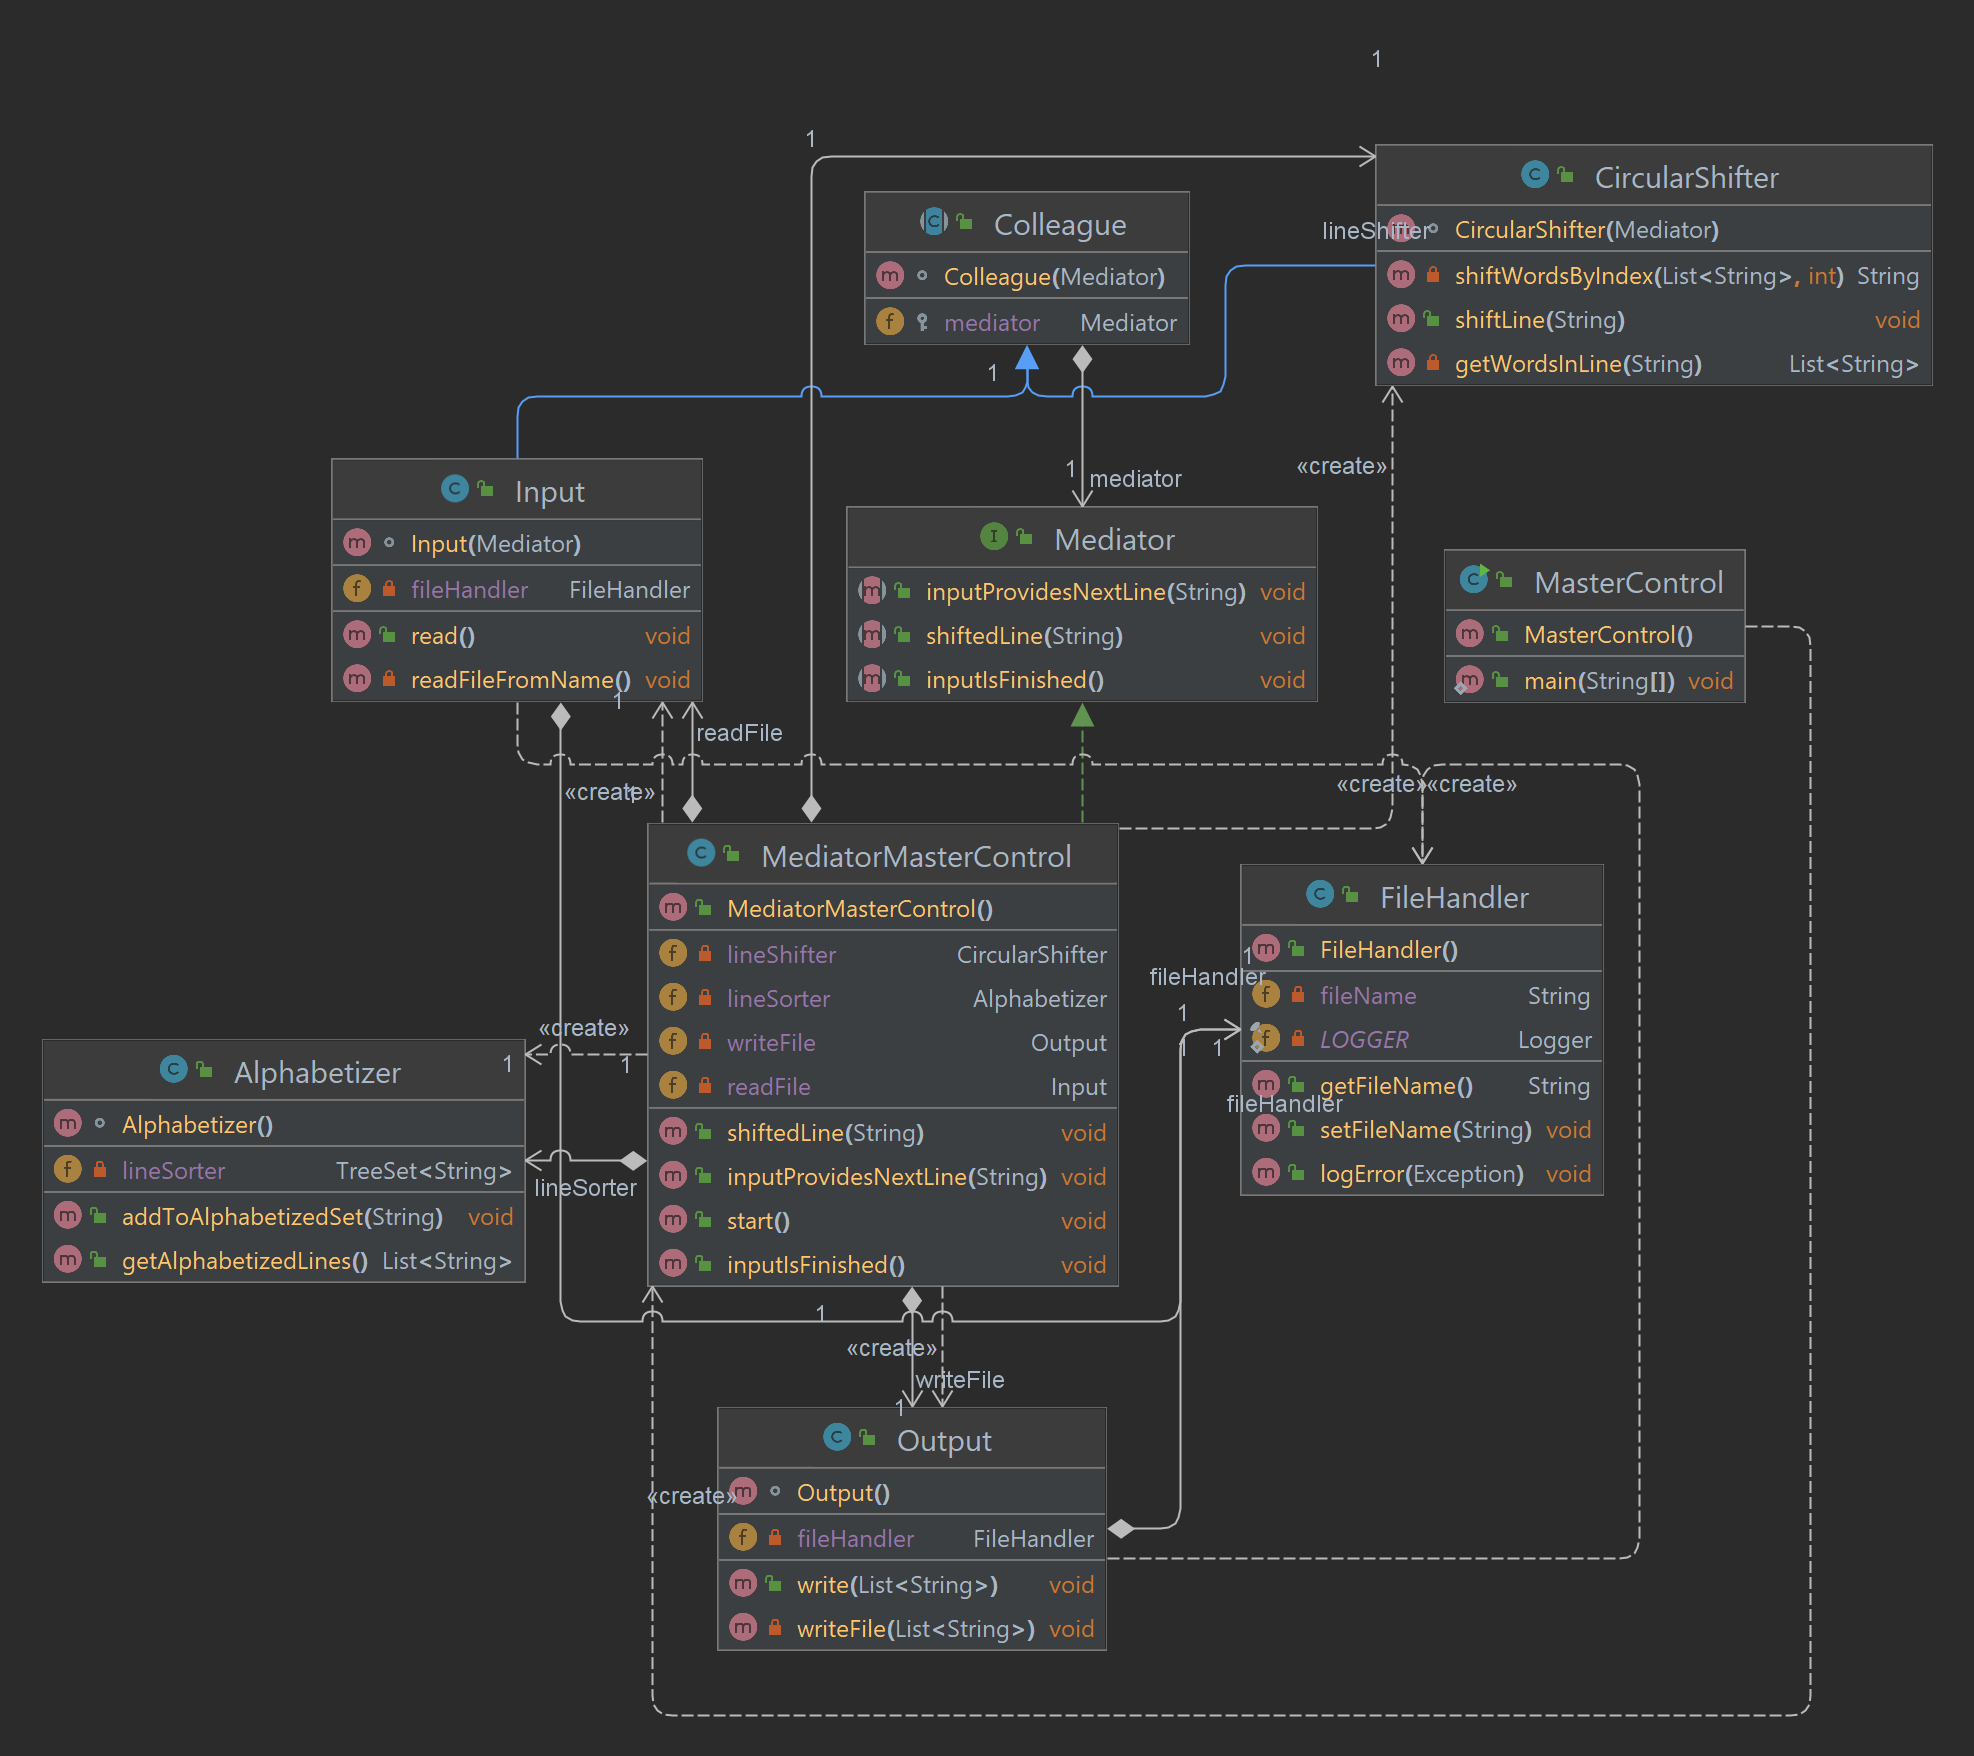 1
1
CircularShifter
lineShifter
CircularShifter(Mediator)
shiftWordsByIndex(List<String>, int) String
shiftLine(String) void
getWordsInLine(String) List<String>
Colleague
Colleague(Mediator)
mediator Mediator
1
1
mediator
«create»
Input
Input(Mediator)
fileHandler FileHandler
read() void
readFileFromName() void
1
readFile
Mediator
inputProvidesNextLine(String) void
shiftedLine(String) void
inputIsFinished() void
MasterControl
MasterControl()
main(String[]) void
«create»
1
«create»
«create»
MediatorMasterControl
MediatorMasterControl()
lineShifter CircularShifter
lineSorter Alphabetizer
writeFile Output
readFile Input
shiftedLine(String) void
inputProvidesNextLine(String) void
start() void
inputIsFinished() void
FileHandler
1
FileHandler()
fileHandler
fileName String
LOGGER Logger
getFileName() String
fileHandler
setFileName(String) void
logError(Exception) void
1
1
1
«create»
1
1
lineSorter
Alphabetizer
Alphabetizer()
lineSorter TreeSet<String>
addToAlphabetizedSet(String) void
getAlphabetizedLines() List<String>
1
«create»
writeFile
1
Output
Output()
«create»
fileHandler FileHandler
write(List<String>) void
writeFile(List<String>) void